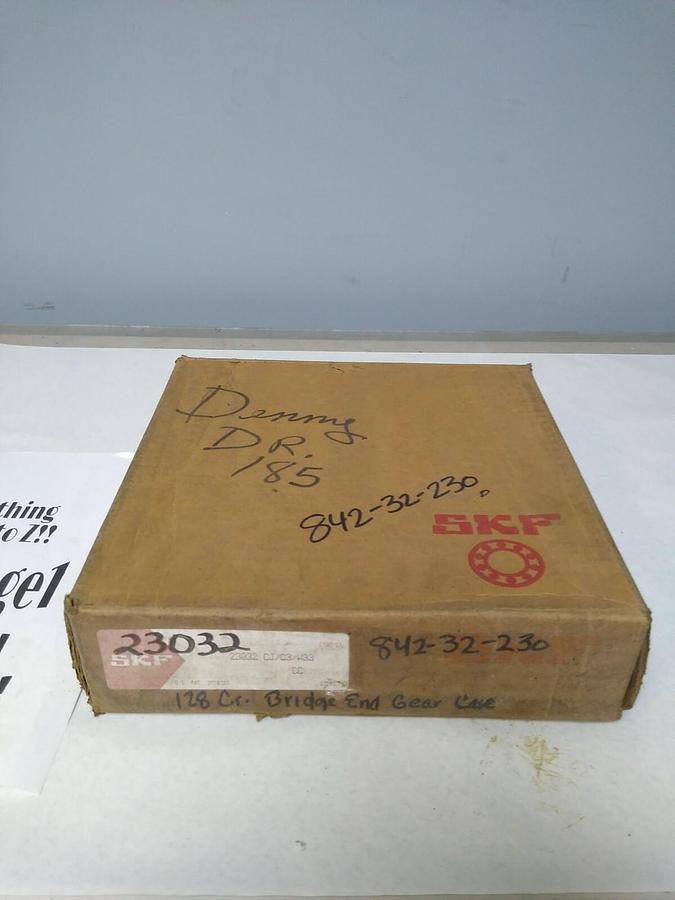 Denny
DR.
185
842-32-230
SKF
thing
to Z!!
23032
SKF
23032 CJ/C3/W33
CC
842-32-230
128 Cr. Bridge End Gear Case